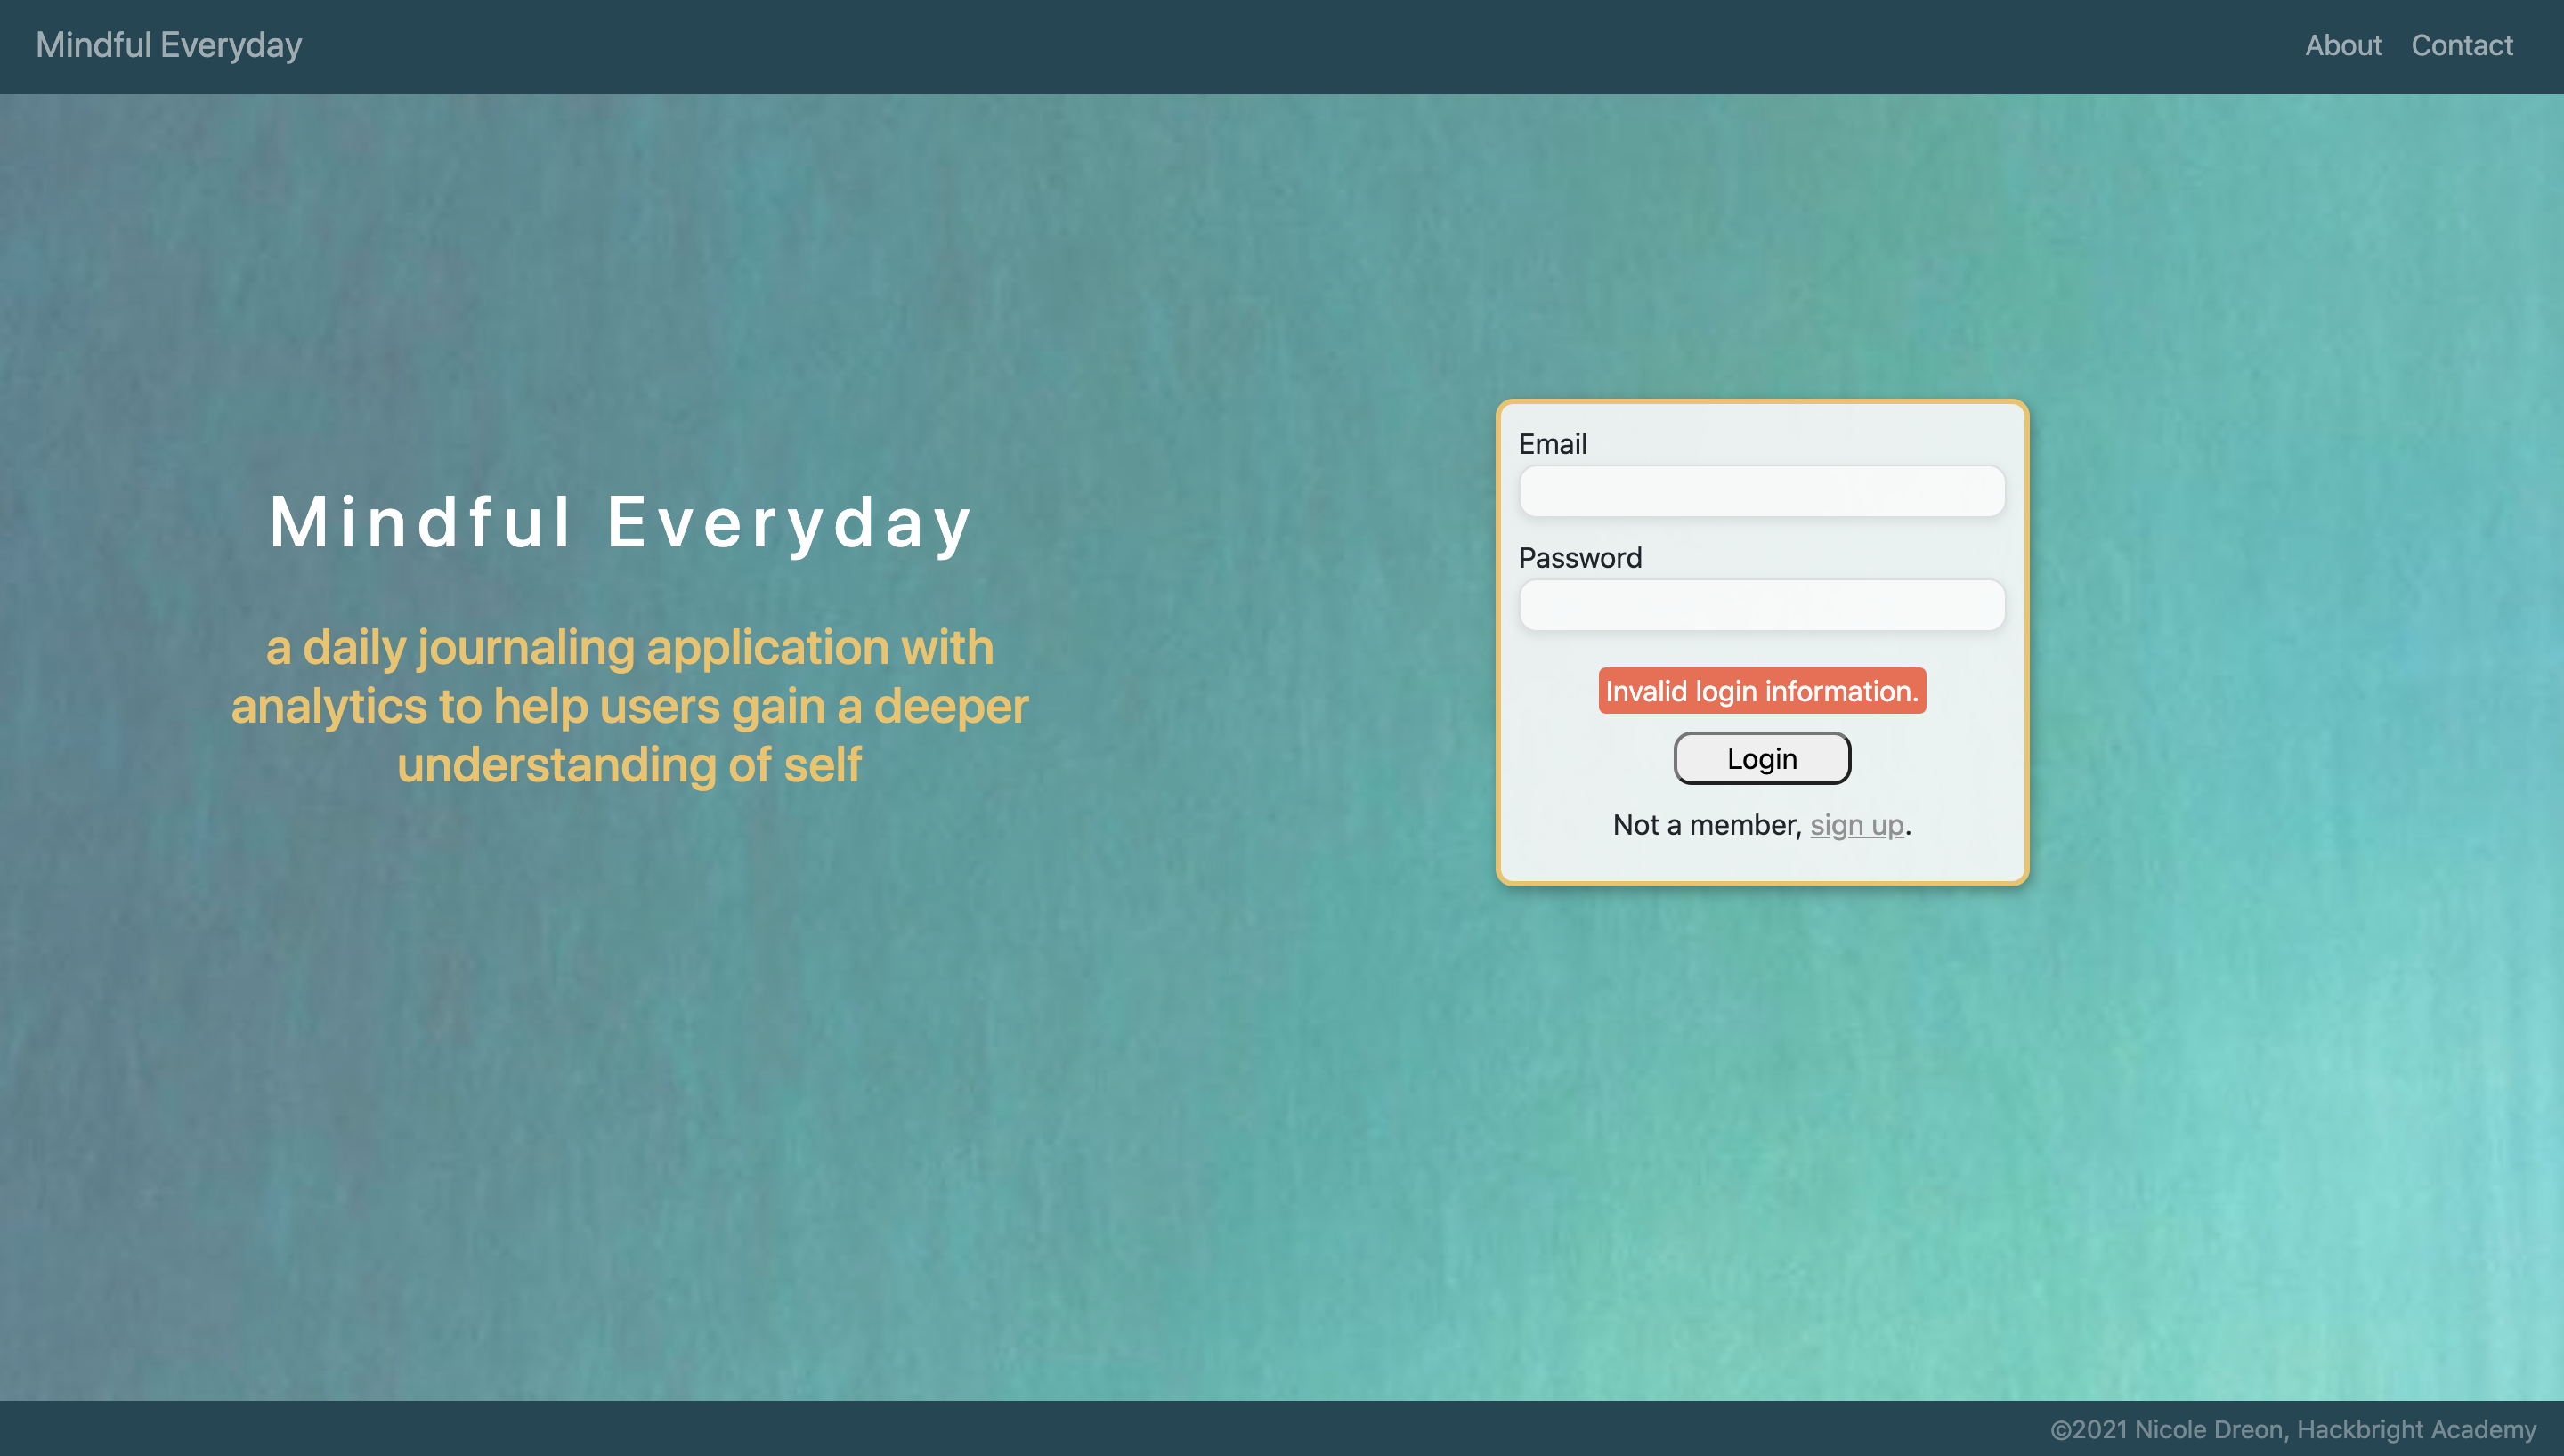 Mindful Everyday
About
Contact
Mindful Everyday
a daily journaling application with
analytics to help users gain a deeper
understanding of self
Email
Password
Invalid login information.
Login
Not a member, sign up.
©2021 Nicole Dreon, Hackbright Academy